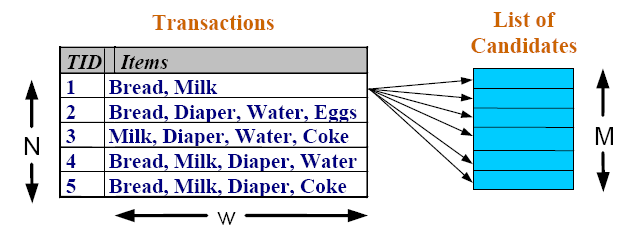 Transactions
List of
Candidates
TID Items
1 Bread, Milk
2 Bread, Diaper, Water, Eggs
3 Milk, Diaper, Water, Coke
4 Bread, Milk, Diaper, Water
5 Bread, Milk, Diaper, Coke
N
M
W